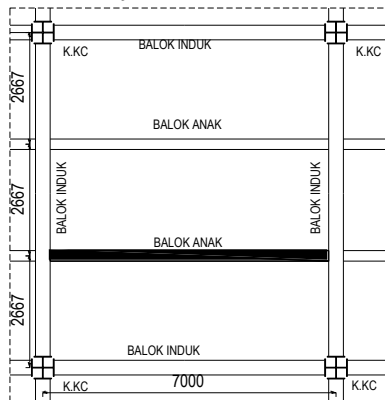 BALOK INDUK
K.KC
K.KC
2667
BALOK ANAK
2667
BALOK INDUK
BALOK INDUK
BALOK ANAK
2667
BALOK INDUK
7000
K.KC
K.KC